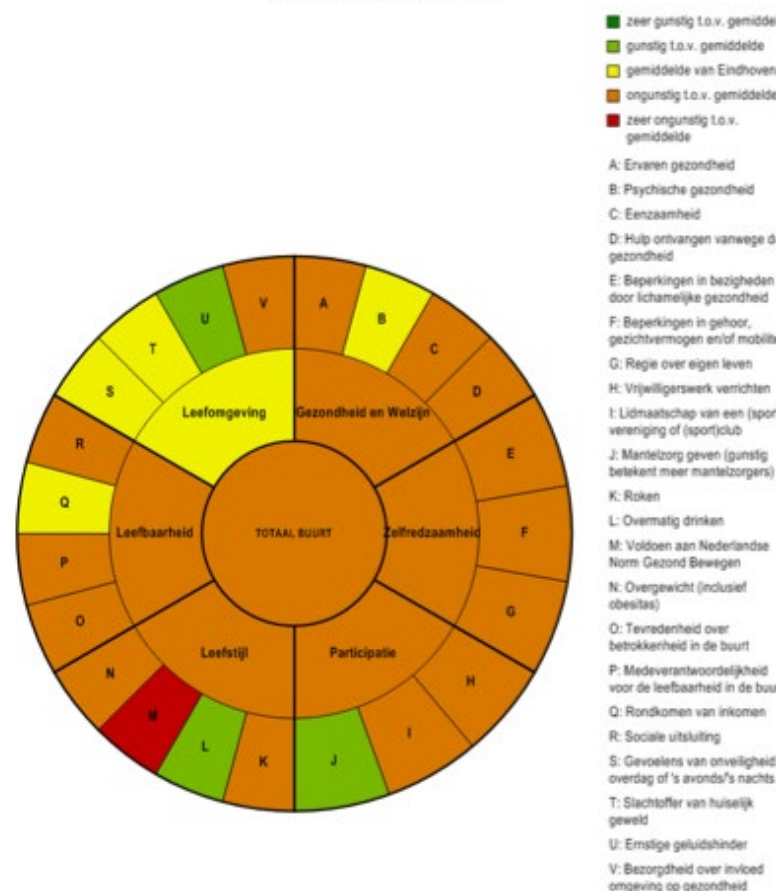 zeer gunstig t.o.v. gemiddel
gunstig t.o.v. gemiddelde
gemiddelde van Eindhoven
ongunstig t.o.v. gemiddelde
zeer ongunstig t.o.v.
gemiddelde
A: Ervaren gezondheid
B: Psychische gezondheid
C: Eenzaamheid
D: Hulp ontvangen vanwege d
gezondheid
E: Beperkingen in bezigheden
door lichamelijke gezondheid
F: Beperkingen in gehoor,
gezichtvermogen en/of mobilite
G: Regie over eigen leven
H: Vrijwilligerswerk verrichten
I: Lidmaatschap van een (spor
vereniging of (sport)club
J: Mantelzorg geven (gunstig
betekent meer mantelzorgers)
K: Roken
L: Overmatig drinken
M: Voldoen aan Nederlandse
Norm Gezond Bewegen
N: Overgewicht (inclusief
obesitas)
O: Tevredenheid over
betrokkenheid in de buurt
P: Medeverantwoordelijkheid
voor de leefbaarheid in de buu
Q: Rondkomen van inkomen
R: Sociale uitsluiting
S: Gevoelens van onveiligheid
overdag of 's avonds/'s nachts
T: Slachtoffer van huiselijk
geweld
U: Ernstige geluidshinder
V: Bezorgdheid over invloed
omgeving op gezondheid
U
V
A
B
T
C
S
D
Leefomgeving
Gezondheid en Welzijn
R
E
Q
Leefbaarheid
TOTAAL BUURT
Zelfredzaamheid
F
P
O
G
Leefstijl
Participatie
N
H
M
L
K
J
I